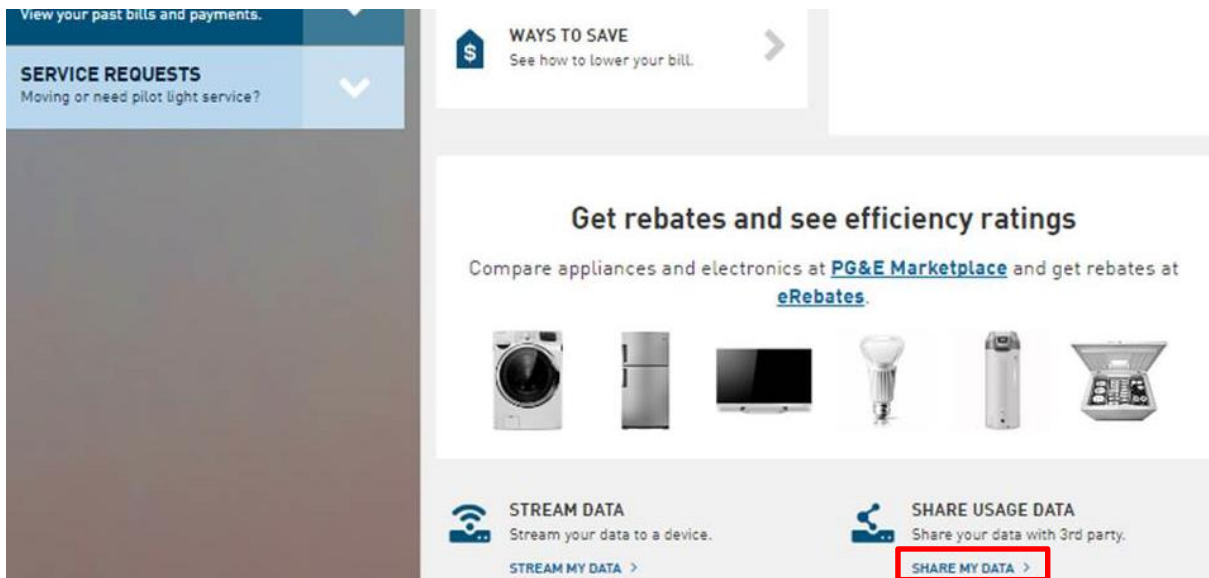 View your past bills and payments.
SERVICE REQUESTS
Moving or need pilot light service?
$
WAYS TO SAVE
See how to lower your bill.
Get rebates and see efficiency ratings
Compare appliances and electronics at PG&E Marketplace and get rebates at
eRebates.
STREAM DATA
Stream your data to a device.
STREAM MY DATA >
SHARE USAGE DATA
Share your data with 3rd party.
SHARE MY DATA >